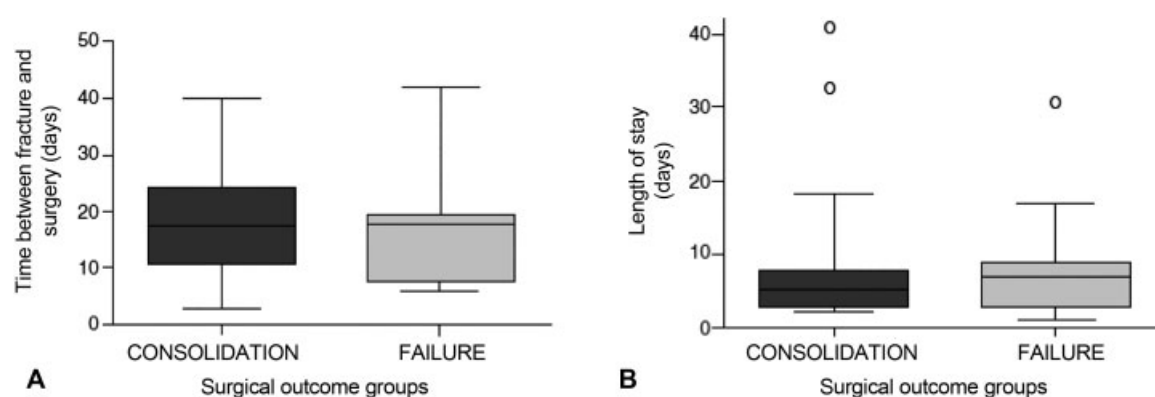 Time between fracture and
surgery (days)
50
40
30
20
10
0
CONSOLIDATION
FAILURE
A
Surgical outcome groups
Length of stay
(days)
40
30
20
10
0
CONSOLIDATION
FAILURE
B
Surgical outcome groups